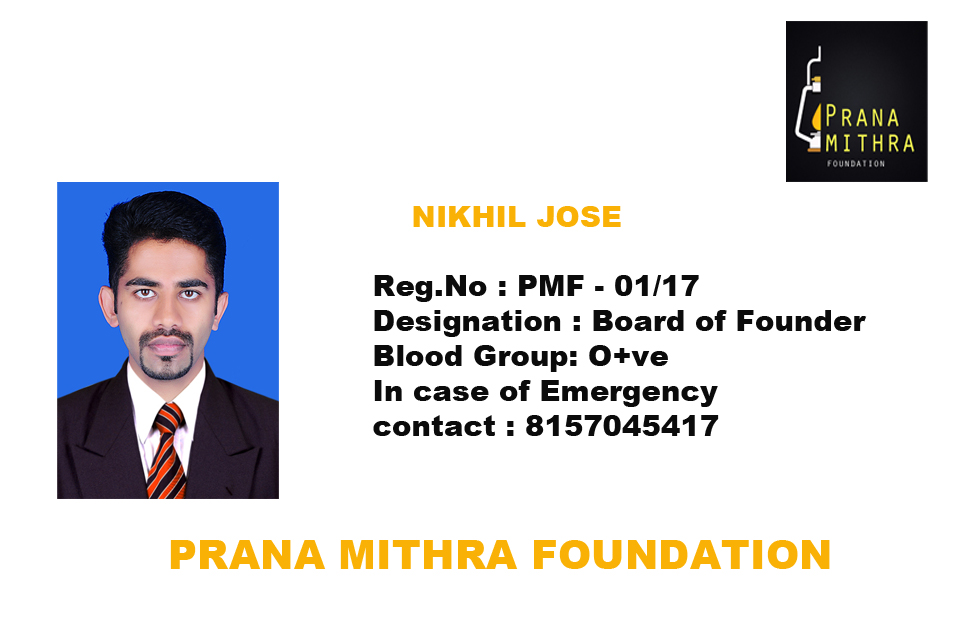 PRANA
MITHRA
FOUNDATION
NIKHIL JOSE
Reg.No : PMF - 01/17
Designation : Board of Founder
Blood Group: O+ve
In case of Emergency
contact : 8157045417
PRANA MITHRA FOUNDATION